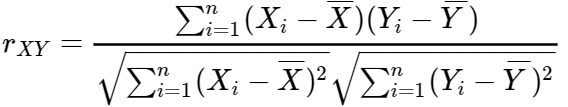 r_{XY} = \frac{\sum_{i=1}^{n}(X_i - \overline{X})(Y_i - \overline{Y})}{\sqrt{\sum_{i=1}^{n}(X_i - \overline{X})^2}\sqrt{\sum_{i=1}^{n}(Y_i - \overline{Y})^2}}